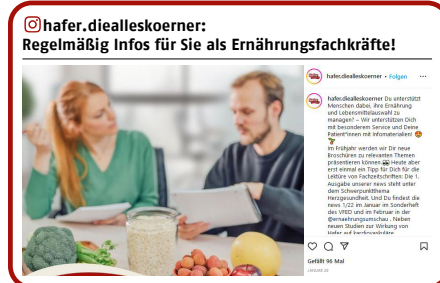 hafer.diealleskoerner:
Regelmäßig Infos für Sie als Ernährungsfachkräfte!
hafer.diealleskoerner • Folgen ...
hafer.diealleskoerner Du unterstützt
Menschen dabei, ihre Ernährung
und Lebensmittelauswahl zu
managen? – Wir unterstützen Dich
mit besonderem Service und Deine
Patient*innen mit Infomaterialien! 😍
🌾
Im Frühjahr werden wir Dir neue
Broschüren zu relevanten Themen
präsentieren können. Heute aber
erst einmal ein Tipp für Dich für die
Lektüre von Fachzeitschriften: Die 1.
Ausgabe unserer news steht unter
dem Schwerpunktthema
Herzgesundheit. Und Du findest die
news 1/22 im Januar im Sonderheft
des VFED und im Februar in der
@ernaehrungsumschau . Neben
neuen Studien zur Wirkung von
Hafer auf kardiovaskuläre
Gefällt 96 Mal